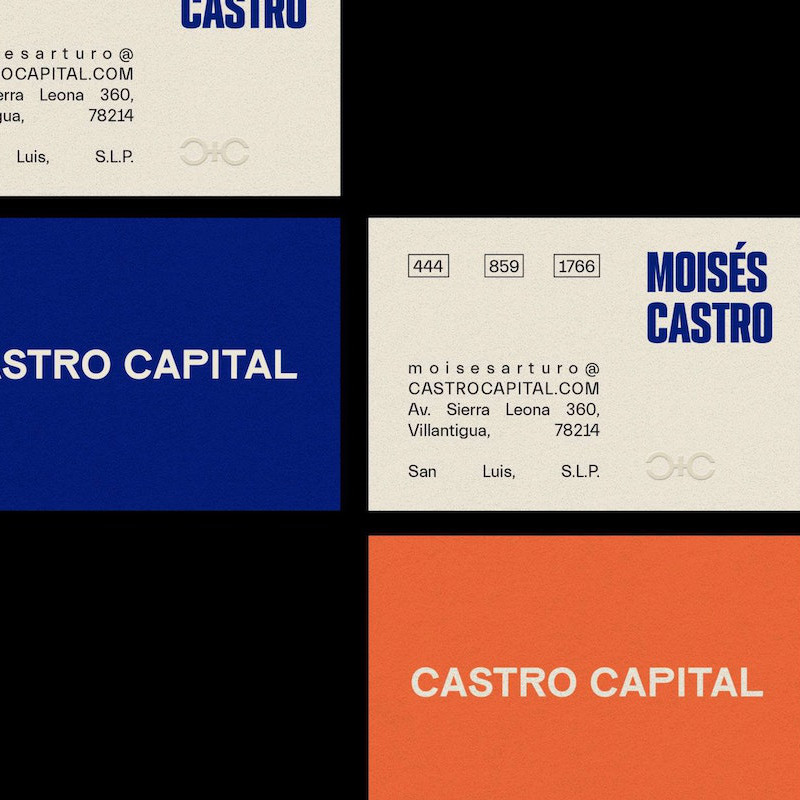 CASTRO
esarturo@
OCAPITAL.COM
erra Leona 360,
gua, 78214
Luis, S.L.P.
ASTRO CAPITAL
444 859 1766
MOISÉS
CASTRO
moisesarturo@
CASTROCAPITAL.COM
Av. Sierra Leona 360,
Villantigua, 78214
San Luis, S.L.P.
CASTRO CAPITAL